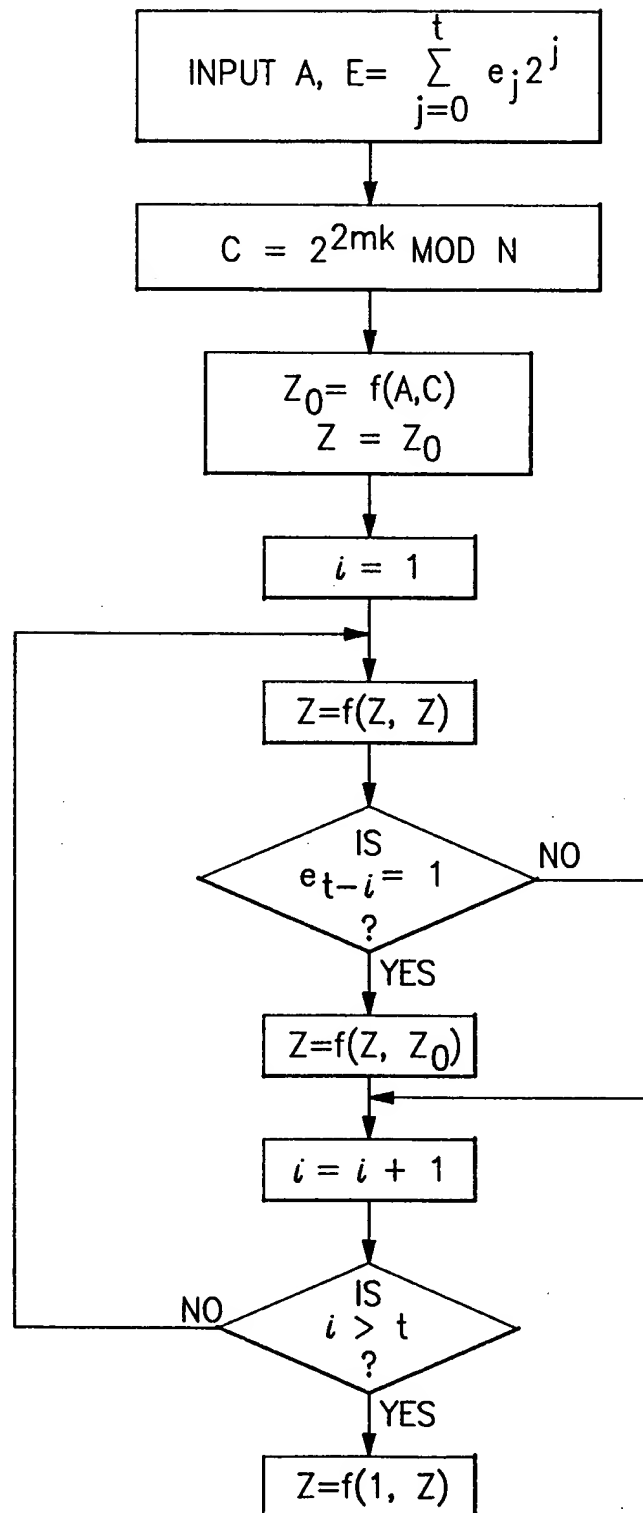 INPUT A, E= ∑_{j=0}^{t} e_j 2^j
C = 2^{2mk} MOD N
Z_0= f(A,C)
Z = Z_0
i = 1
Z=f(Z, Z)
IS
e_{t-i}= 1
?
NO
YES
Z=f(Z, Z_0)
i = i + 1
IS
i > t
?
NO
YES
Z=f(1, Z)